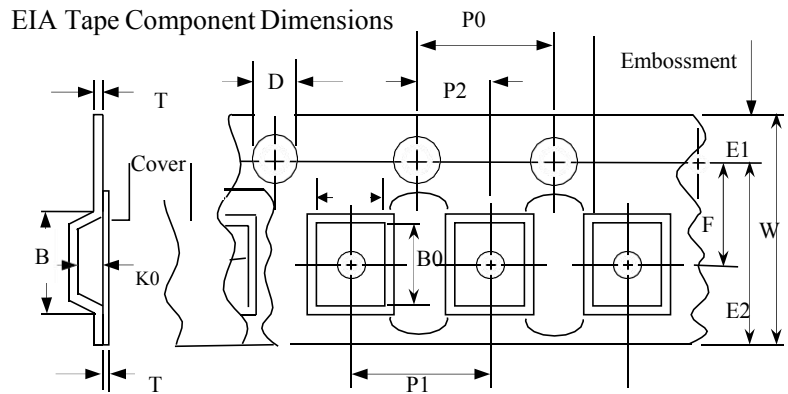 EIA Tape Component Dimensions
P0
D
P2
Embossment
T
E1
Cover
F
W
B
B0
K0
E2
P1
T